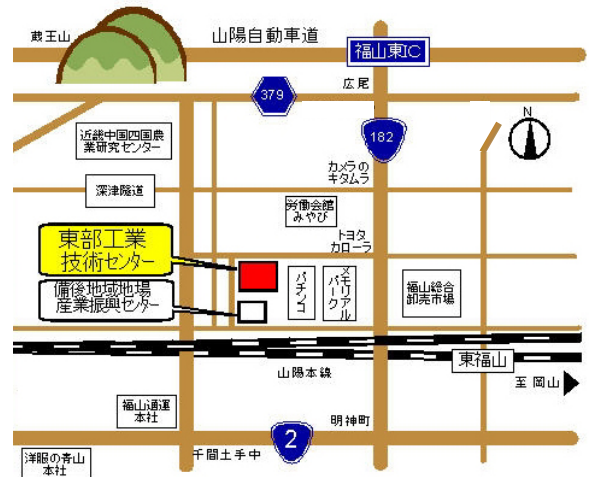 蔵王山
山陽自動車道
福山東IC
広尾
379
182
N
近畿中国四国農
業研究センター
カメラの
キタムラ
深津隧道
労働会館
みやび
トヨタ
カローラ
東部工業
技術センター
備後地域地場
産業振興センター
パチンコ
メモリアル
パーク
福山総合
卸売市場
東福山
山陽本線
至 岡山
福山通運
本社
明神町
2
千間土手中
洋服の青山
本社